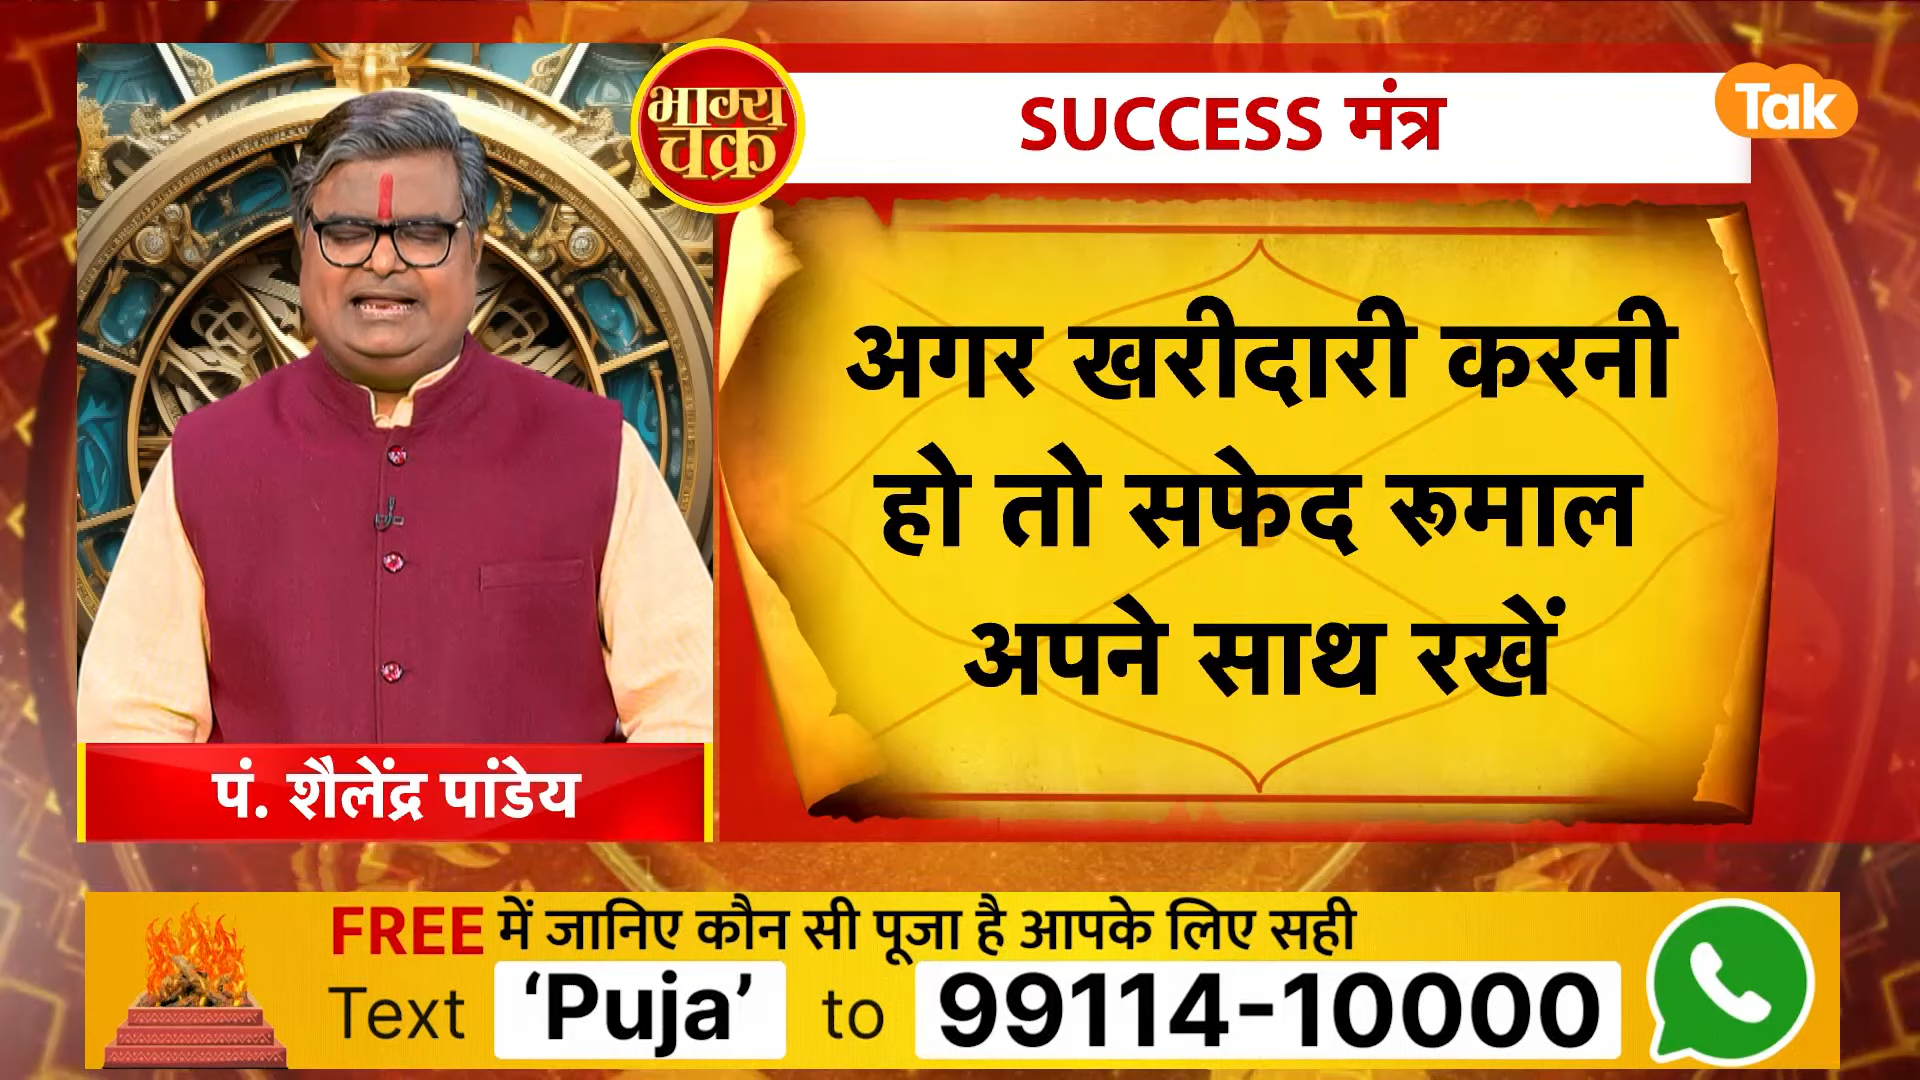 भाग्य
चक्र
SUCCESS मंत्र
Tak
अगर खरीदारी करनी
हो तो सफेद रूमाल
अपने साथ रखें
पं. शैलेंद्र पांडेय
FREE में जानिए कौन सी पूजा है आपके लिए सही
Text ‘Puja’ to 99114-10000